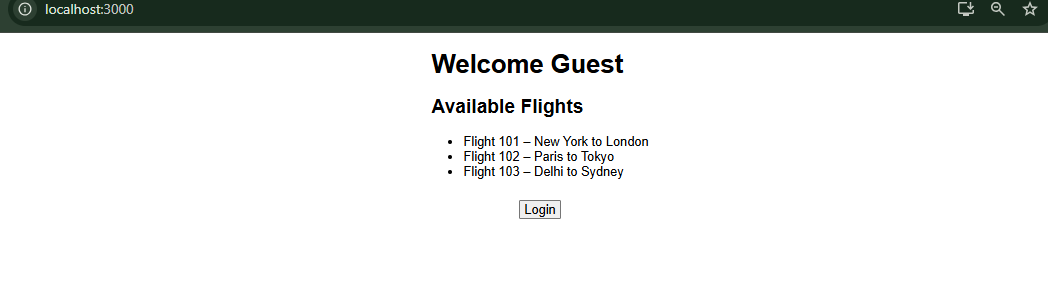 localhost:3000
Welcome Guest
Available Flights
Flight 101 – New York to London
Flight 102 – Paris to Tokyo
Flight 103 – Delhi to Sydney
Login